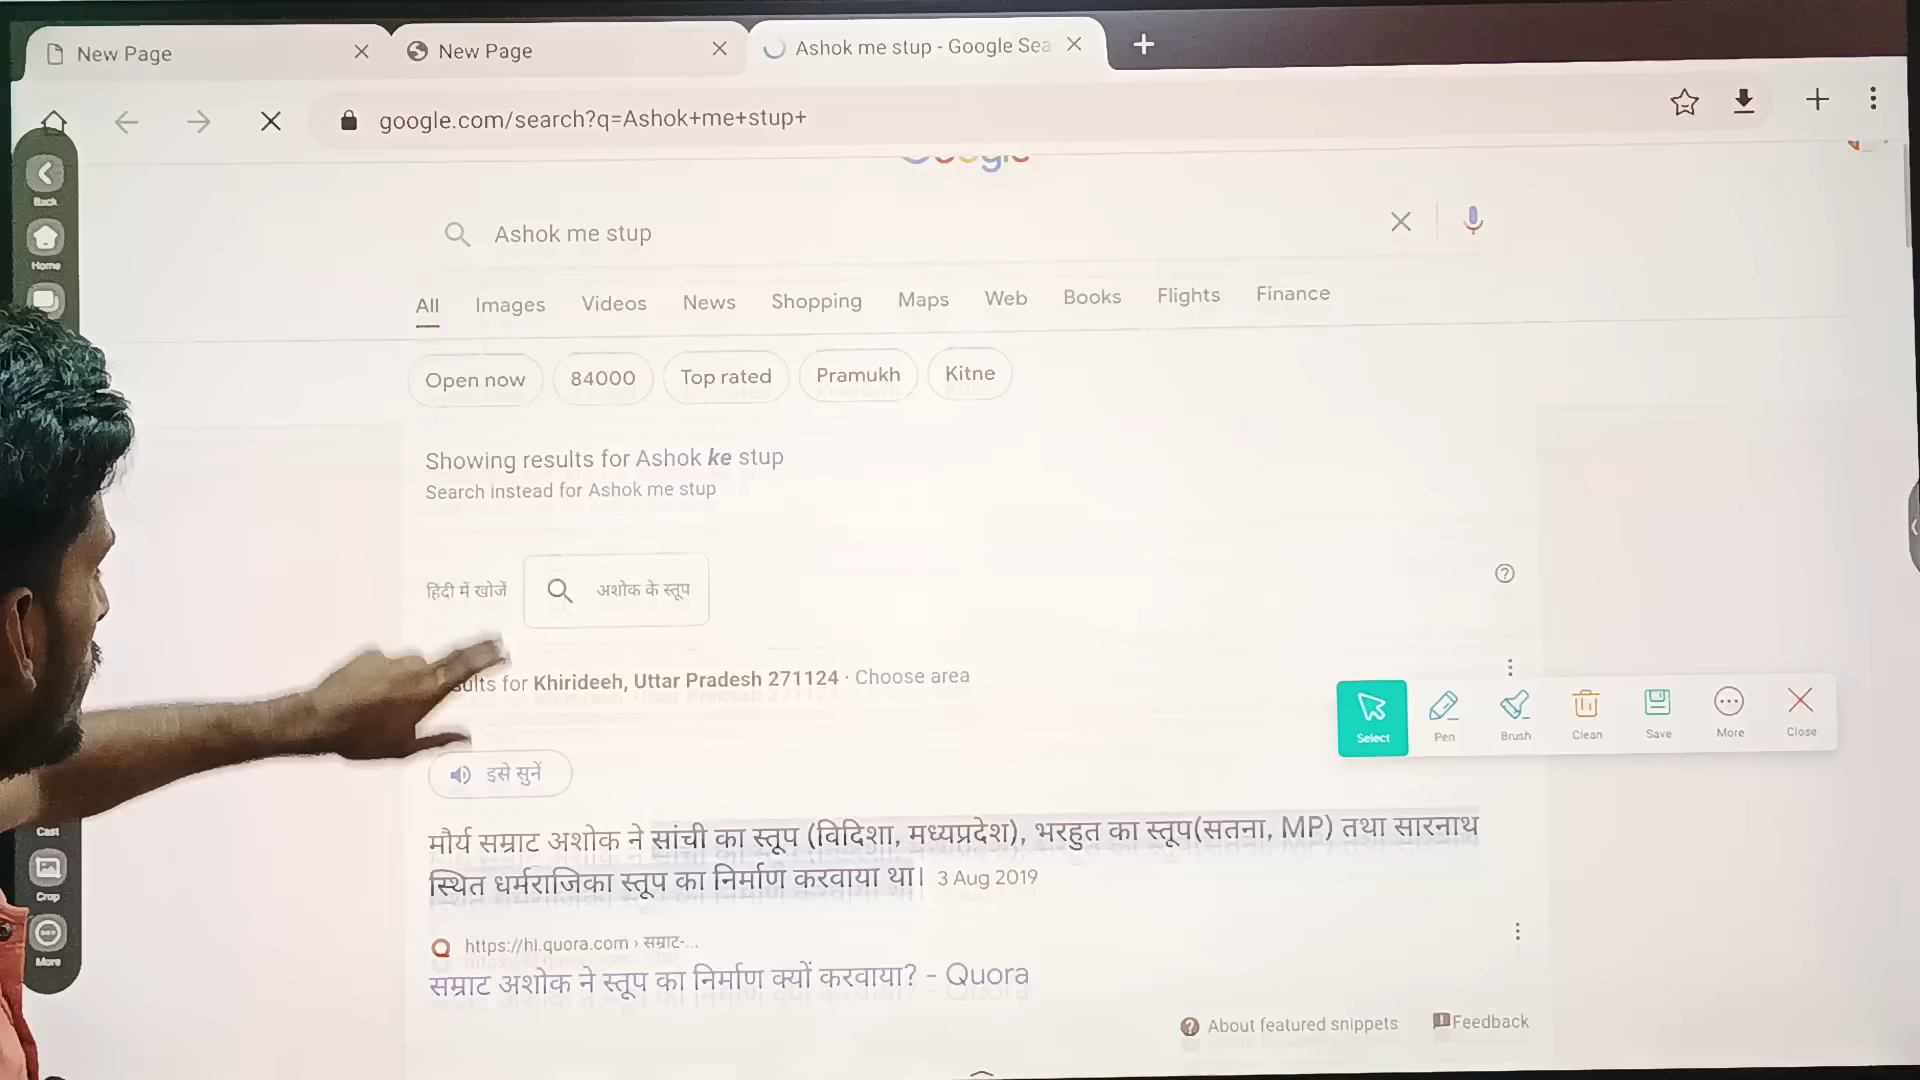 New Page
New Page
Ashok me stup - Google Sea
google.com/search?q=Ashok+me+stup+
Back
Home
Google
Ashok me stup
All Images Videos News Shopping Maps Web Books Flights Finance
Open now 84000 Top rated Pramukh Kitne
Showing results for Ashok ke stup
Search instead for Ashok me stup
हिंदी में खोजें अशोक के स्तूप
ults for Khirideeh, Uttar Pradesh 271124 · Choose area
Select Pen Brush Clean Save More Close
इसे सुनें
Cast
Crop
More
मौर्य सम्राट अशोक ने सांची का स्तूप (विदिशा, मध्यप्रदेश), भरहुत का स्तूप(सतना, MP) तथा सारनाथ
स्थित धर्मराजिका स्तूप का निर्माण करवाया था। 3 Aug 2019
https://hi.quora.com › सम्राट-...
सम्राट अशोक ने स्तूप का निर्माण क्यों करवाया? - Quora
About featured snippets Feedback